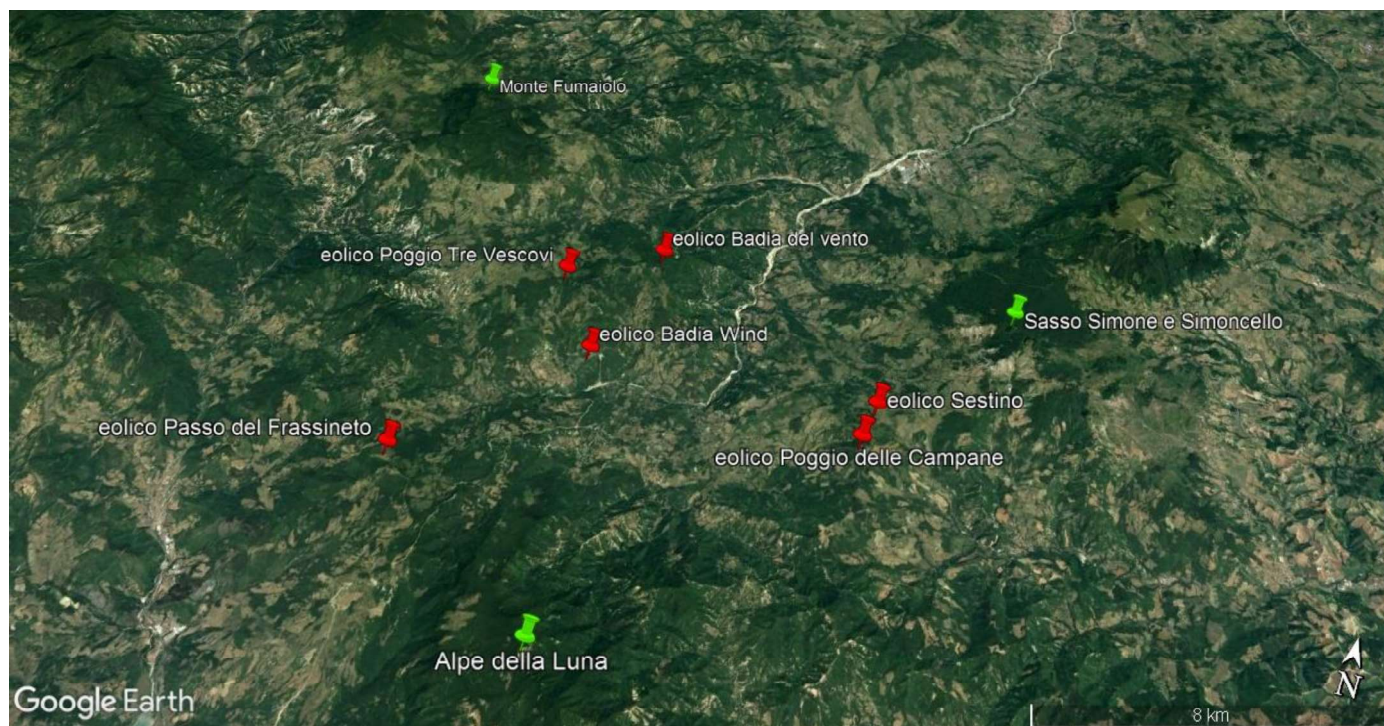 Monte Fumaiolo
eolico Badia del vento
eolico Poggio Tre Vescovi
Sasso Simone e Simoncello
eolico Badia Wind
eolico Sestino
eolico Passo del Frassineto
eolico Poggio delle Campane
Alpe della Luna
N
Google Earth
8 km